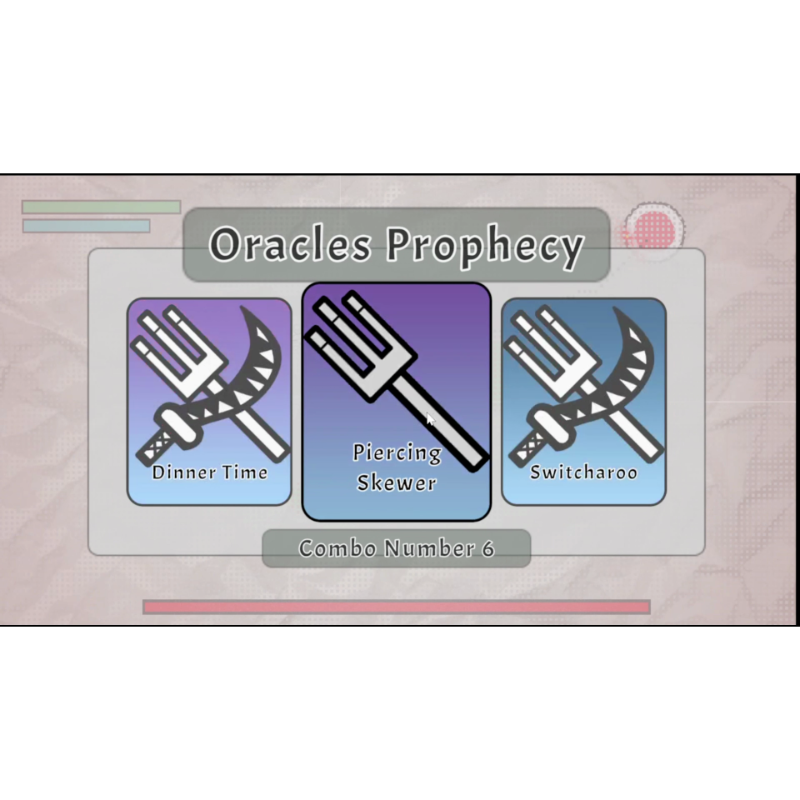 Oracles Prophecy
Dinner Time
Piercing
Skewer
Switcharoo
Combo Number 6